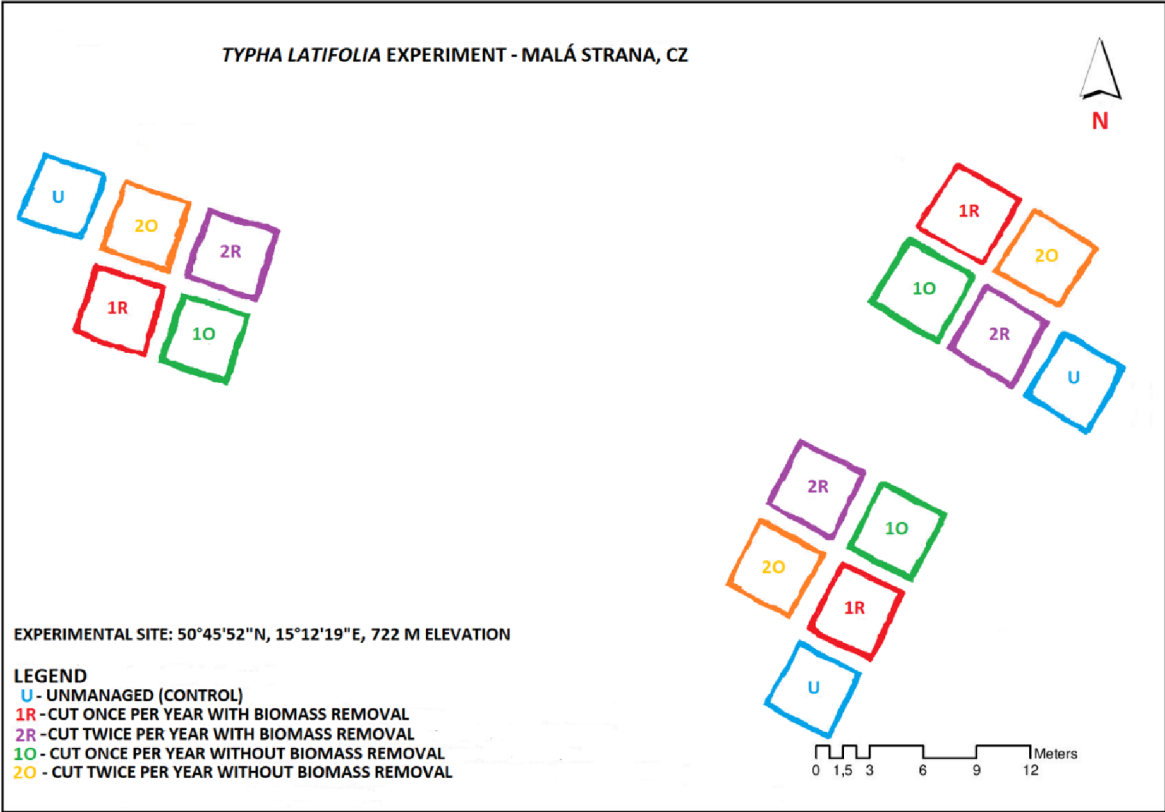 TYPHA LATIFOLIA EXPERIMENT - MALÁ STRANA, CZ
N
U
2O
2R
1R
1O
1R
2O
1O
2R
U
2R
1O
2O
1R
U
EXPERIMENTAL SITE: 50°45'52"N, 15°12'19"E, 722 M ELEVATION
LEGEND
U - UNMANAGED (CONTROL)
1R - CUT ONCE PER YEAR WITH BIOMASS REMOVAL
2R - CUT TWICE PER YEAR WITH BIOMASS REMOVAL
1O - CUT ONCE PER YEAR WITHOUT BIOMASS REMOVAL
2O - CUT TWICE PER YEAR WITHOUT BIOMASS REMOVAL
Meters
0 1,5 3 6 9 12